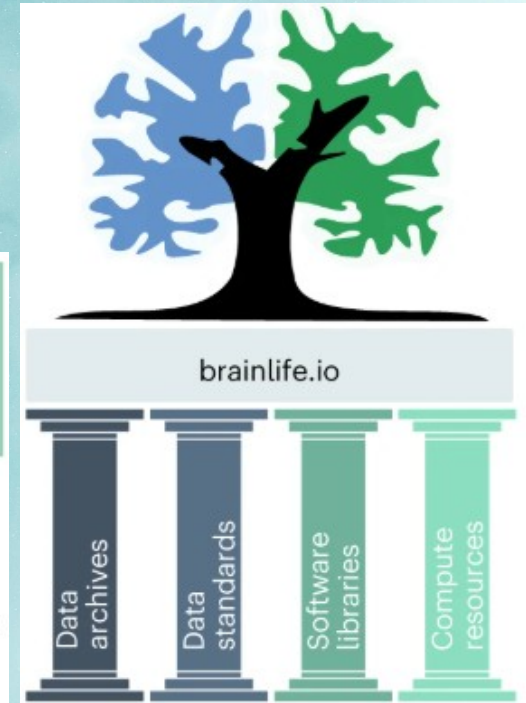 brainlife.io
Data
archives
Data
standards
Software
libraries
Compute
resources